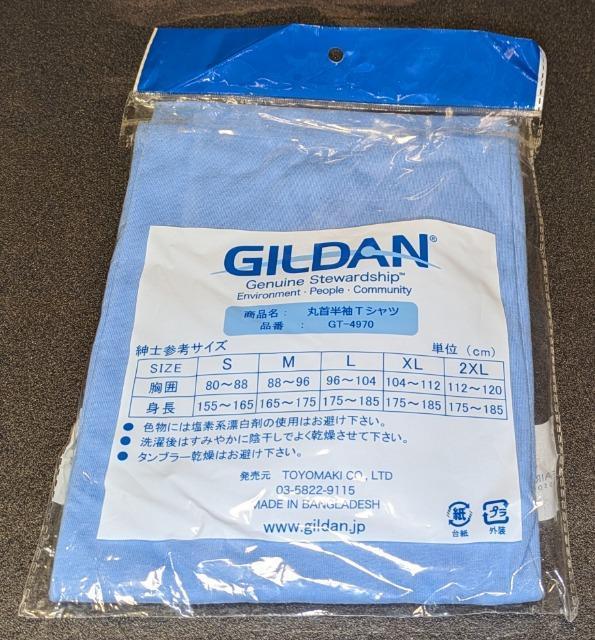 GILDAN®
Genuine Stewardship™
Environment · People · Community
商品名： 丸首半袖Tシャツ
品番 ： GT-4970
紳士参考サイズ 単位（cm）
SIZE S M L XL 2XL
胸囲 80〜88 88〜96 96〜104 104〜112 112〜120
身長 155〜165 165〜175 175〜185 175〜185 175〜185
● 色物には塩素系漂白剤の使用はお避け下さい。
● 洗濯後はすみやかに陰干しでよく乾燥させて下さい。
● タンブラー乾燥はお避け下さい。
発売元 TOYOMAKI CO., LTD
03-5822-9115
MADE IN BANGLADESH
www.gildan.jp
紙 プラ
台紙 外装